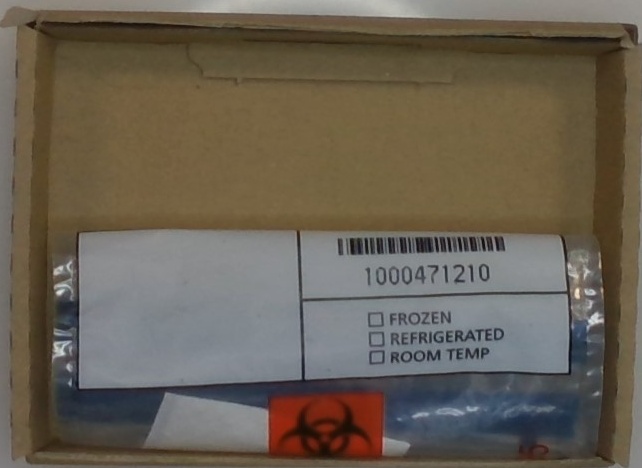 1000471210
☐ FROZEN
☐ REFRIGERATED
☐ ROOM TEMP